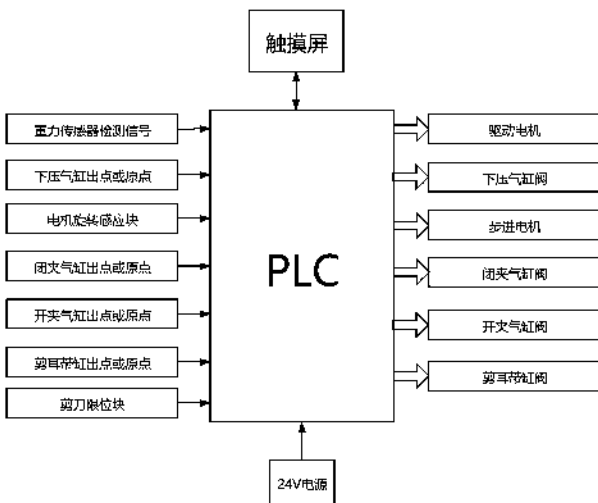 触摸屏
重力传感器检测信号
下压气缸出点或原点
电机旋转感应块
闭夹气缸出点或原点
开夹气缸出点或原点
剪耳带缸出点或原点
剪刀限位块
PLC
驱动电机
下压气缸阀
步进电机
闭夹气缸阀
开夹气缸阀
剪耳带缸阀
24V电源